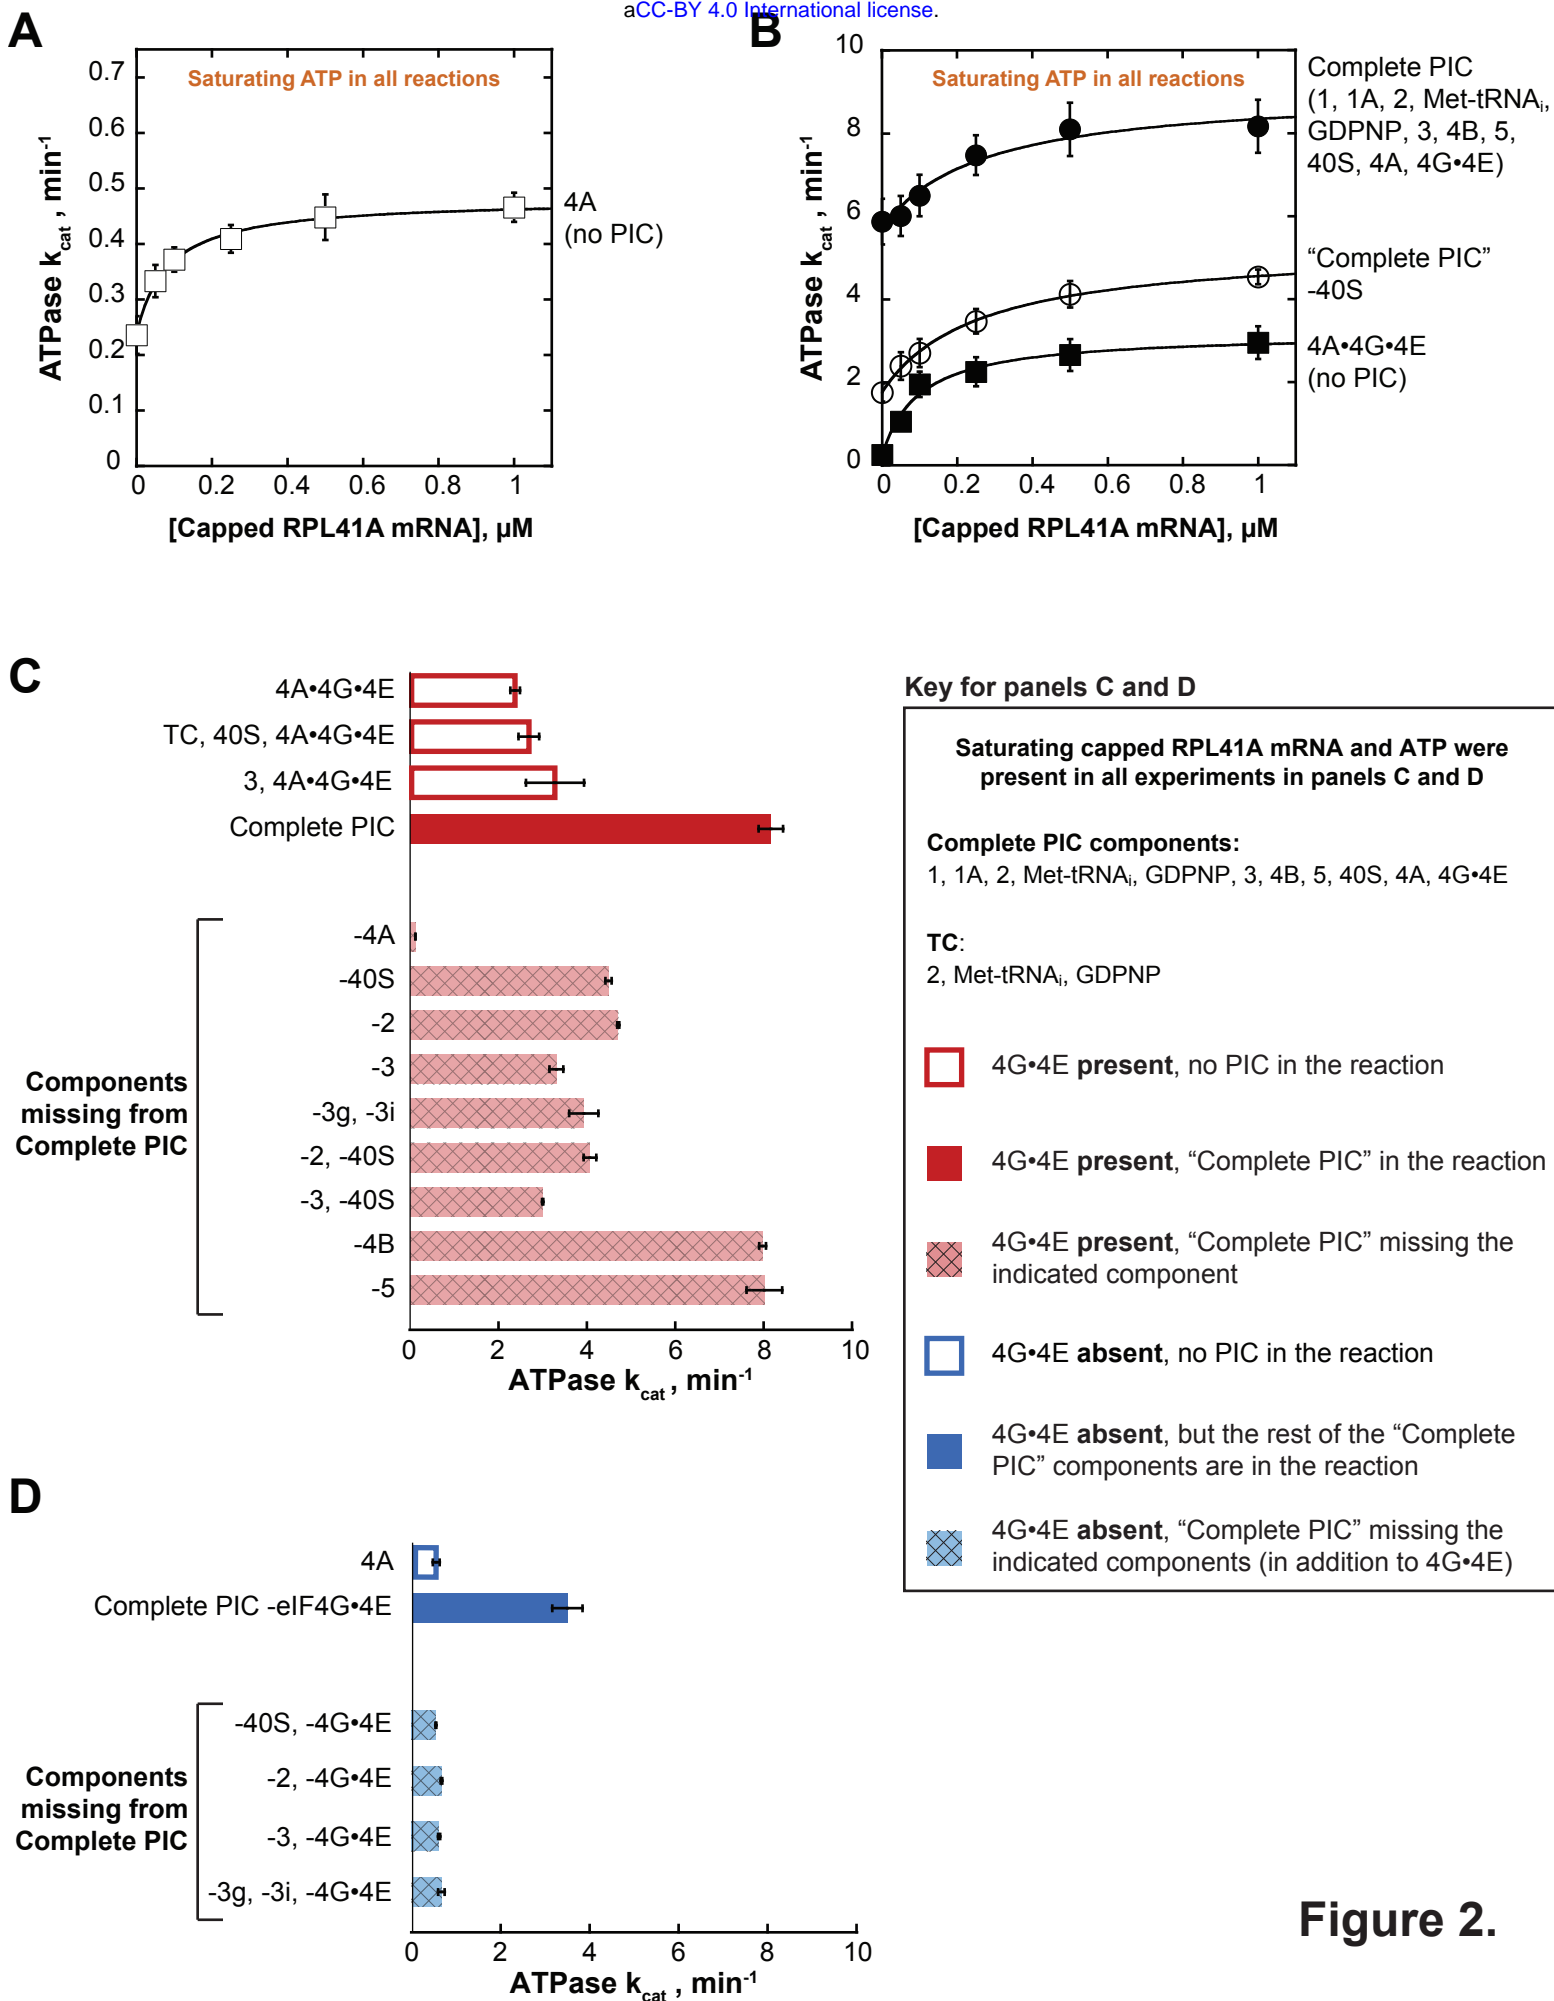 aCC-BY 4.0 International license.
A
Saturating ATP in all reactions
ATPase kcat , min-1
0.7
0.6
0.5
0.4
0.3
0.2
0.1
0
0 0.2 0.4 0.6 0.8 1
[Capped RPL41A mRNA], µM
4A
(no PIC)
B
Saturating ATP in all reactions
ATPase kcat , min-1
10
8
6
4
2
0
0 0.2 0.4 0.6 0.8 1
[Capped RPL41A mRNA], µM
Complete PIC
(1, 1A, 2, Met-tRNAi,
GDPNP, 3, 4B, 5,
40S, 4A, 4G•4E)
“Complete PIC”
-40S
4A•4G•4E
(no PIC)
C
4A•4G•4E
TC, 40S, 4A•4G•4E
3, 4A•4G•4E
Complete PIC
Components
missing from
Complete PIC
-4A
-40S
-2
-3
-3g, -3i
-2, -40S
-3, -40S
-4B
-5
0 2 4 6 8 10
ATPase kcat , min-1
Key for panels C and D
Saturating capped RPL41A mRNA and ATP were
present in all experiments in panels C and D
Complete PIC components:
1, 1A, 2, Met-tRNAi, GDPNP, 3, 4B, 5, 40S, 4A, 4G•4E
TC:
2, Met-tRNAi, GDPNP
4G•4E present, no PIC in the reaction
4G•4E present, “Complete PIC” in the reaction
4G•4E present, “Complete PIC” missing the
indicated component
4G•4E absent, no PIC in the reaction
4G•4E absent, but the rest of the “Complete
PIC” components are in the reaction
4G•4E absent, “Complete PIC” missing the
indicated components (in addition to 4G•4E)
D
4A
Complete PIC -eIF4G•4E
Components
missing from
Complete PIC
-40S, -4G•4E
-2, -4G•4E
-3, -4G•4E
-3g, -3i, -4G•4E
0 2 4 6 8 10
ATPase kcat , min-1
Figure 2.